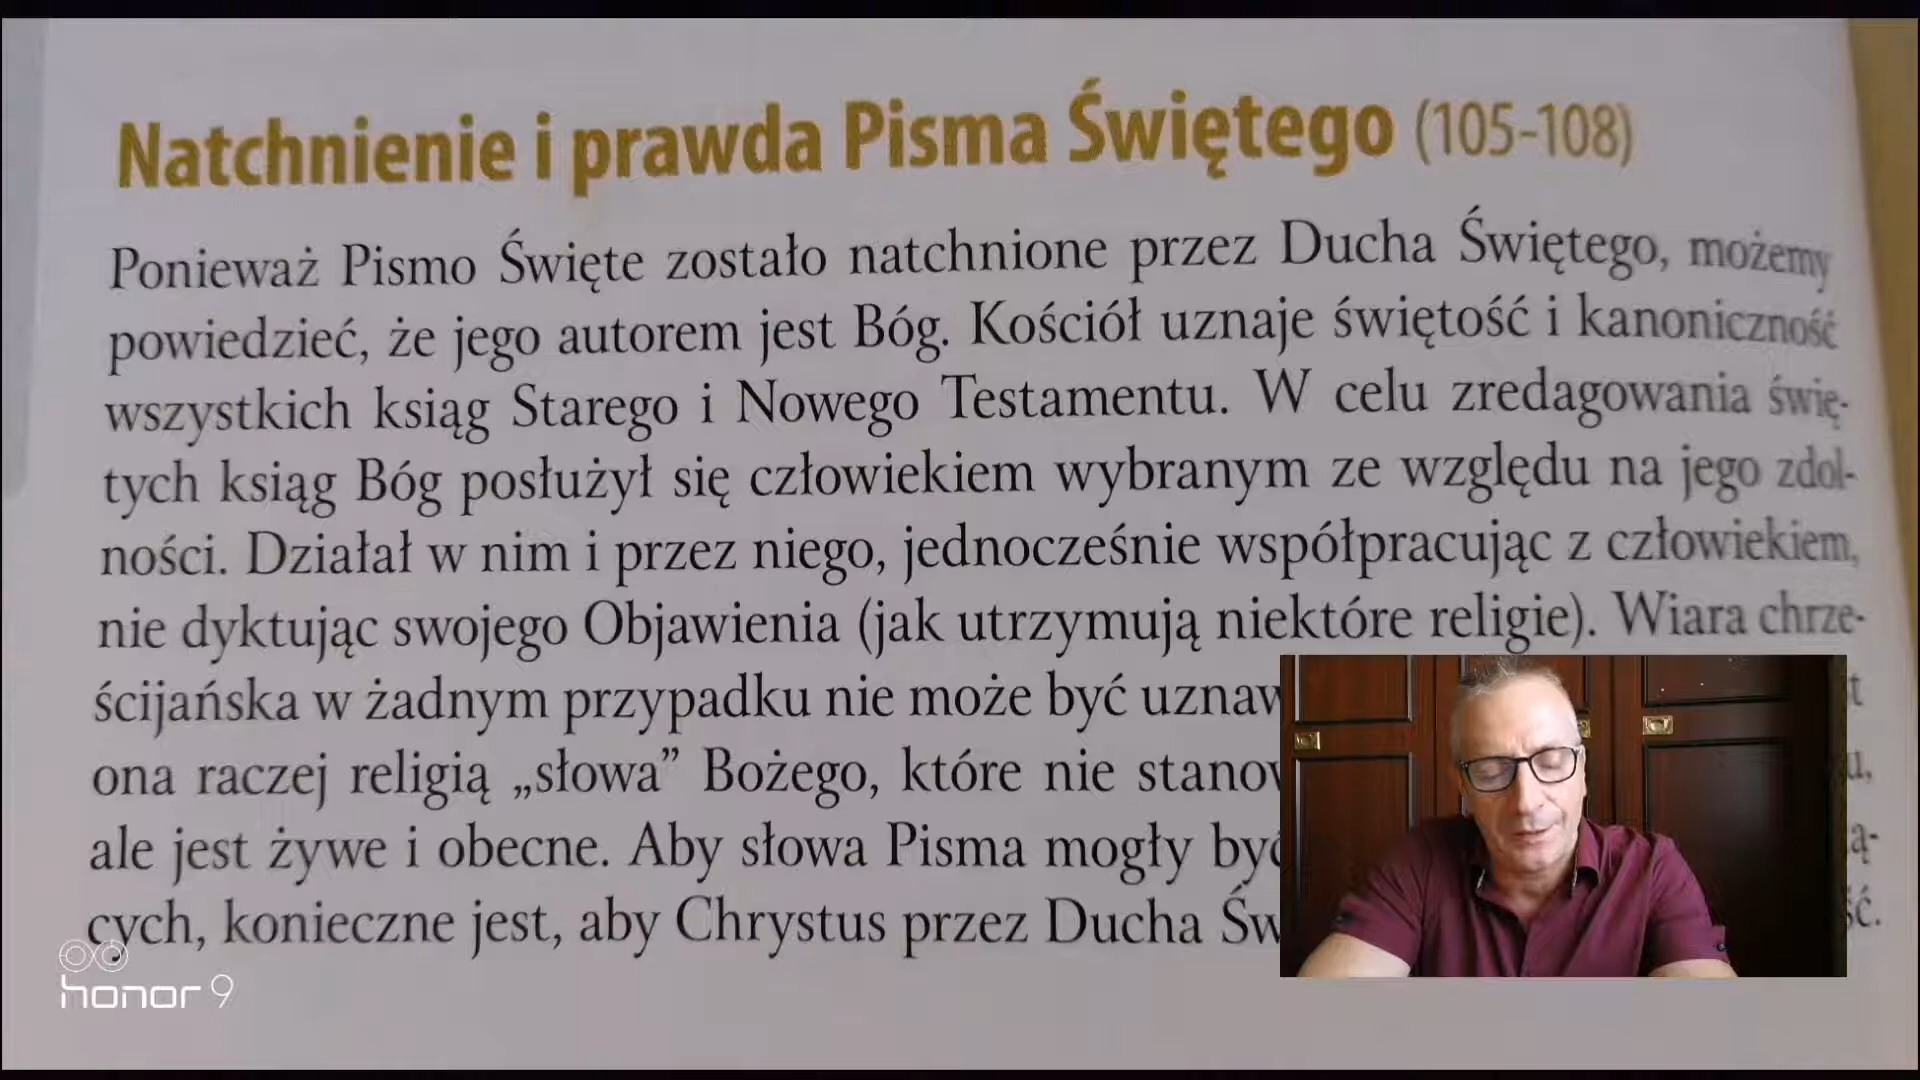 Natchnienie i prawda Pisma Świętego (105-108)
Ponieważ Pismo Święte zostało natchnione przez Ducha Świętego, możemy
powiedzieć, że jego autorem jest Bóg. Kościół uznaje świętość i kanoniczność
wszystkich ksiąg Starego i Nowego Testamentu. W celu zredagowania świę-
tych ksiąg Bóg posłużył się człowiekiem wybranym ze względu na jego zdol-
ności. Działał w nim i przez niego, jednocześnie współpracując z człowiekiem,
nie dyktując swojego Objawienia (jak utrzymują niektóre religie). Wiara chrze-
ścijańska w żadnym przypadku nie może być
ona raczej religią „słowa” Bożego, które nie
ale jest żywe i obecne. Aby słowa Pisma mogły
cych, konieczne jest, aby Chrystus przez Ducha
honor 9